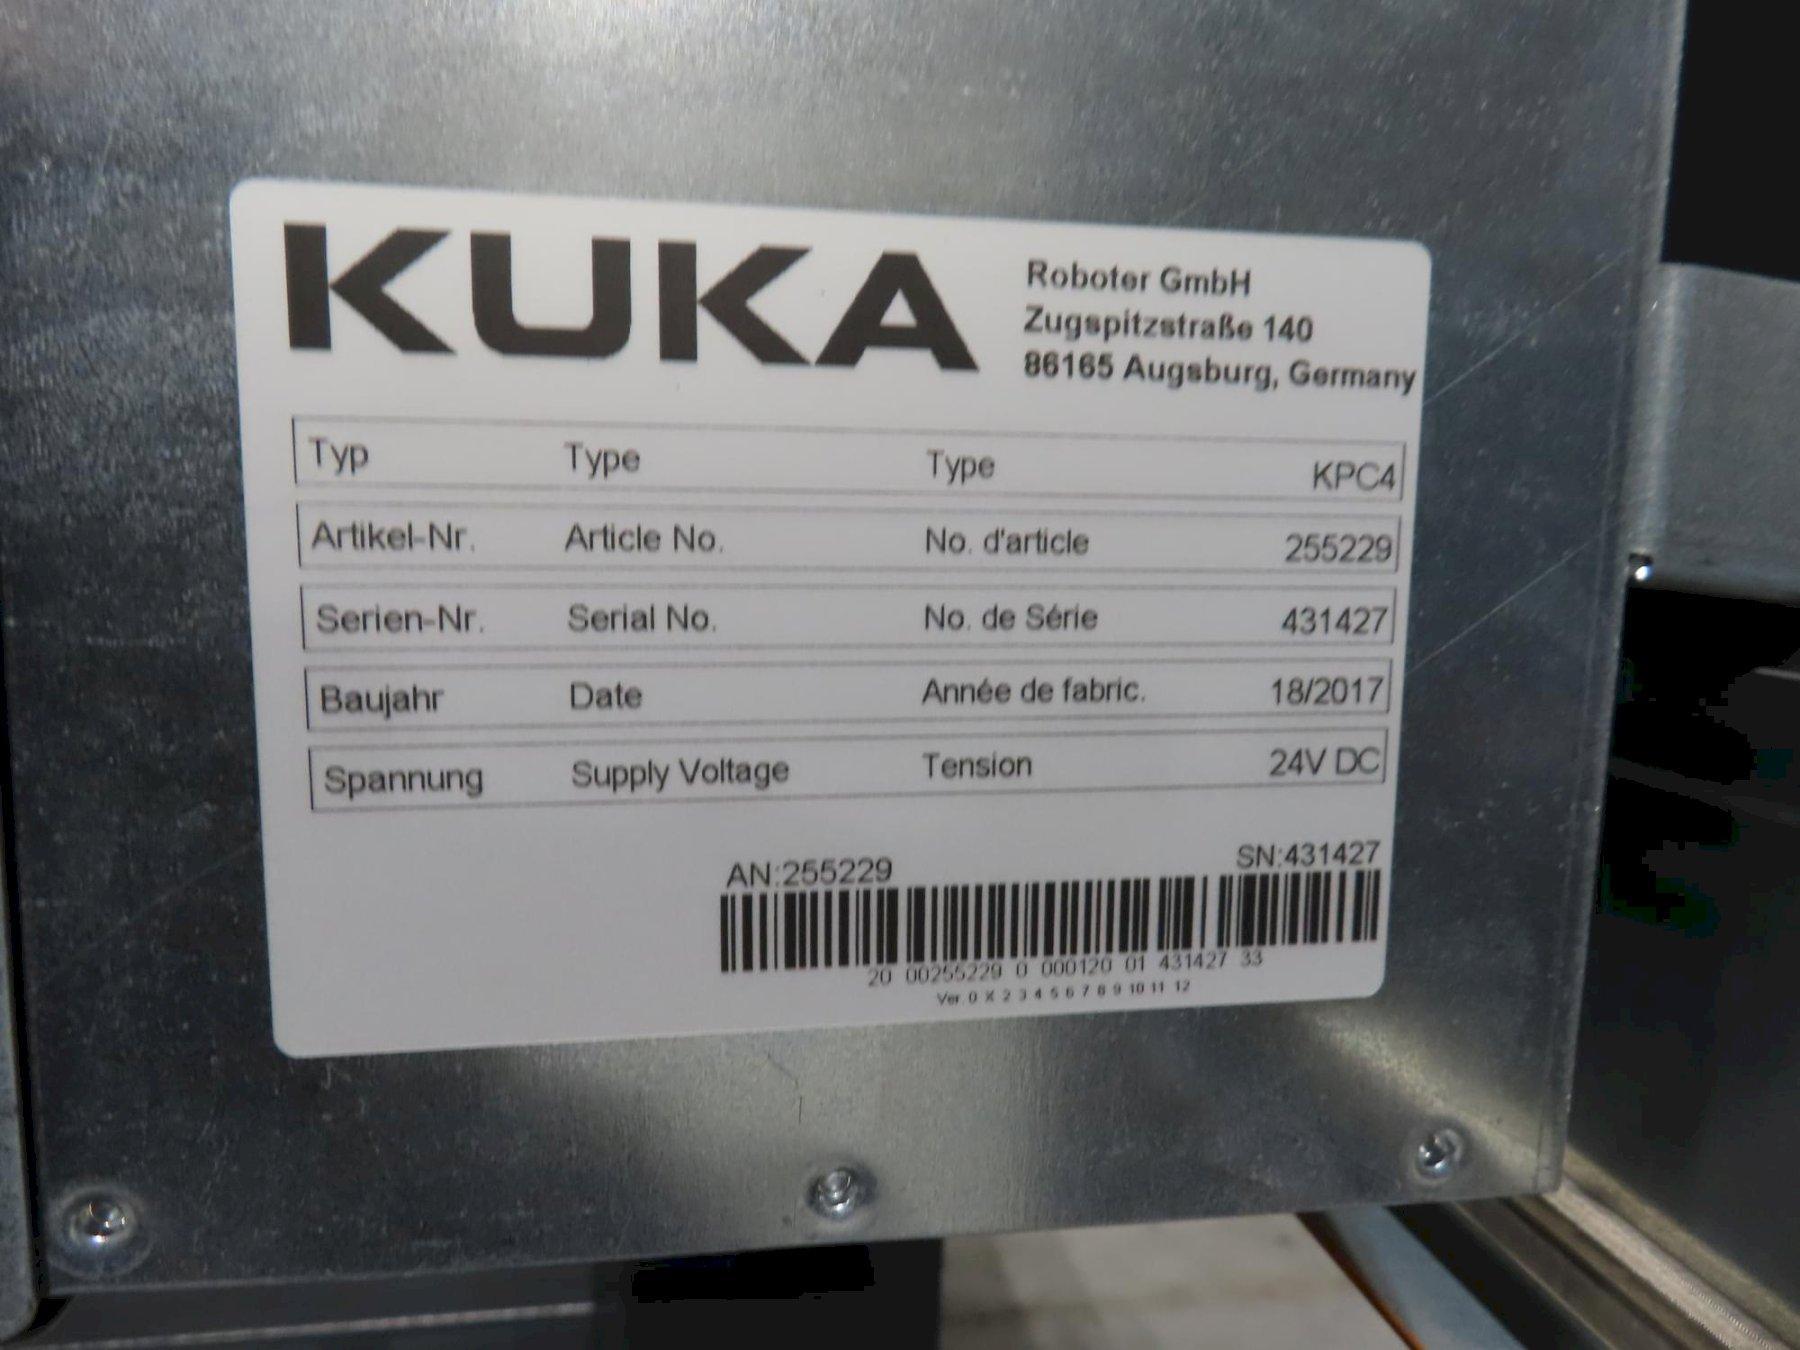 KUKA
Roboter GmbH
Zugspitzstraße 140
86165 Augsburg, Germany
Typ Type Type KPC4
Artikel-Nr. Article No. No. d'article 255229
Serien-Nr. Serial No. No. de Série 431427
Baujahr Date Année de fabric. 18/2017
Spannung Supply Voltage Tension 24V DC
AN:255229 SN:431427
20 00255229 0 000120 01 431427 33
Ver. 0 X 2 3 4 5 6 7 8 9 10 11 12